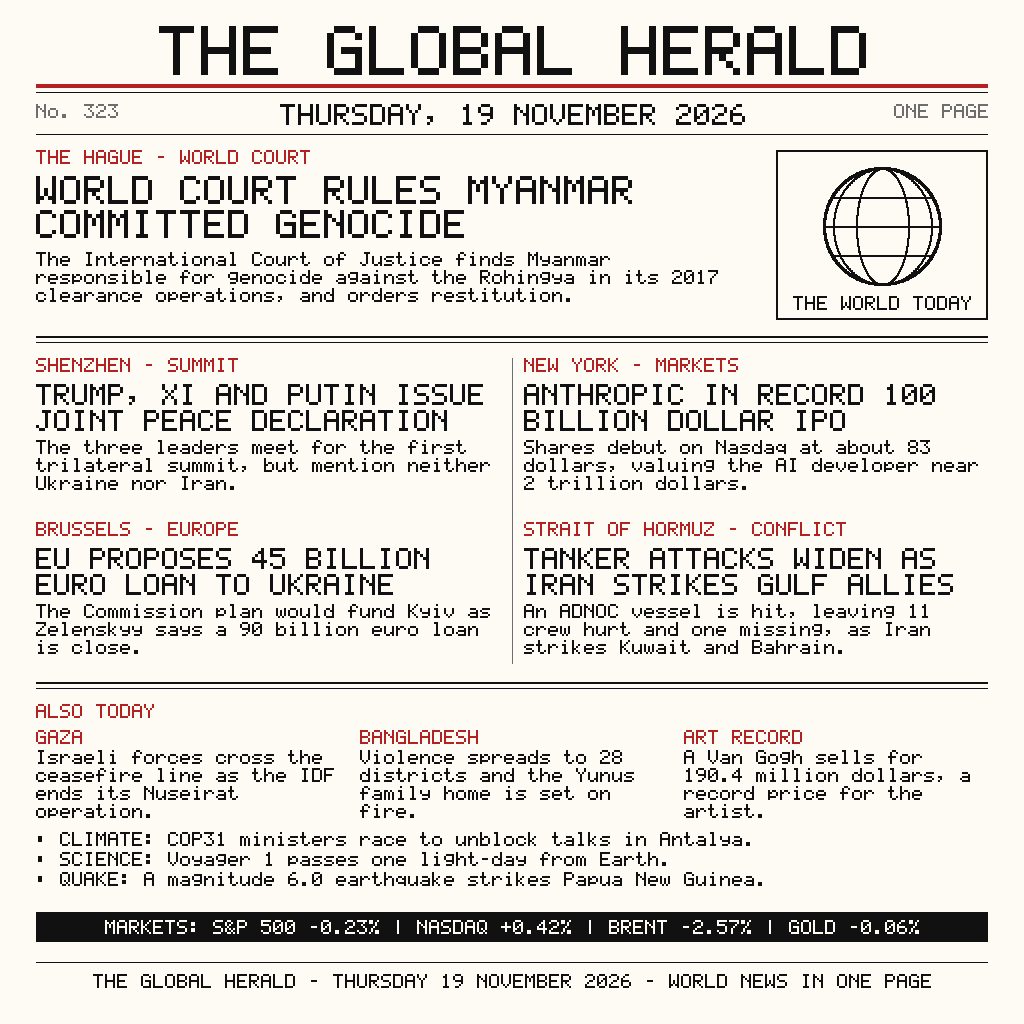 THE GLOBAL HERALD
No. 323
THURSDAY, 19 NOVEMBER 2026
ONE PAGE
THE HAGUE - WORLD COURT
WORLD COURT RULES MYANMAR
COMMITTED GENOCIDE
The International Court of Justice finds Myanmar
responsible for genocide against the Rohingya in its 2017
clearance operations, and orders restitution.
THE WORLD TODAY
SHENZHEN - SUMMIT
TRUMP, XI AND PUTIN ISSUE
JOINT PEACE DECLARATION
The three leaders meet for the first
trilateral summit, but mention neither
Ukraine nor Iran.
NEW YORK - MARKETS
ANTHROPIC IN RECORD 100
BILLION DOLLAR IPO
Shares debut on Nasdaq at about 83
dollars, valuing the AI developer near
2 trillion dollars.
BRUSSELS - EUROPE
EU PROPOSES 45 BILLION
EURO LOAN TO UKRAINE
The Commission plan would fund Kyiv as
Zelenskyy says a 90 billion euro loan
is close.
STRAIT OF HORMUZ - CONFLICT
TANKER ATTACKS WIDEN AS
IRAN STRIKES GULF ALLIES
An ADNOC vessel is hit, leaving 11
crew hurt and one missing, as Iran
strikes Kuwait and Bahrain.
ALSO TODAY
GAZA
Israeli forces cross the
ceasefire line as the IDF
ends its Nuseirat
operation.
BANGLADESH
Violence spreads to 28
districts and the Yunus
family home is set on
fire.
ART RECORD
A Van Gogh sells for
190.4 million dollars, a
record price for the
artist.
▪ CLIMATE: COP31 ministers race to unblock talks in Antalya.
▪ SCIENCE: Voyager 1 passes one light-day from Earth.
▪ QUAKE: A magnitude 6.0 earthquake strikes Papua New Guinea.
MARKETS: S&P 500 -0.23% | NASDAQ +0.42% | BRENT -2.57% | GOLD -0.06%
THE GLOBAL HERALD - THURSDAY 19 NOVEMBER 2026 - WORLD NEWS IN ONE PAGE